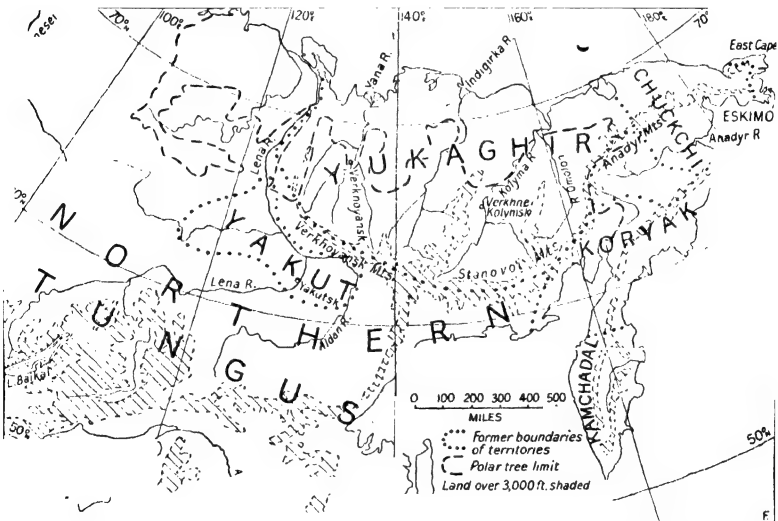 70°
100°
120°
140°
160°
180°
70°
Yana R.
Indigirka R.
East Cape
ESKIMO
CHUCKCHI
Anadyr R
Anadyr Mts.
YUKAGHIR
Lena R.
Verkhoyansk
Kolyma R.
Omolon
Verkhne
Kolymsk
YAKUT
Verkhoyansk Mts.
Stanovoy Mts.
KORYAK
Lena R.
Yakutsk
NORTHERN
Aldan R.
TUNGUS
L. Baikal
KAMCHADAL
50°
50°
0 100 200 300 400 500
MILES
Former boundaries
of territories
Polar tree limit
Land over 3,000 ft. shaded